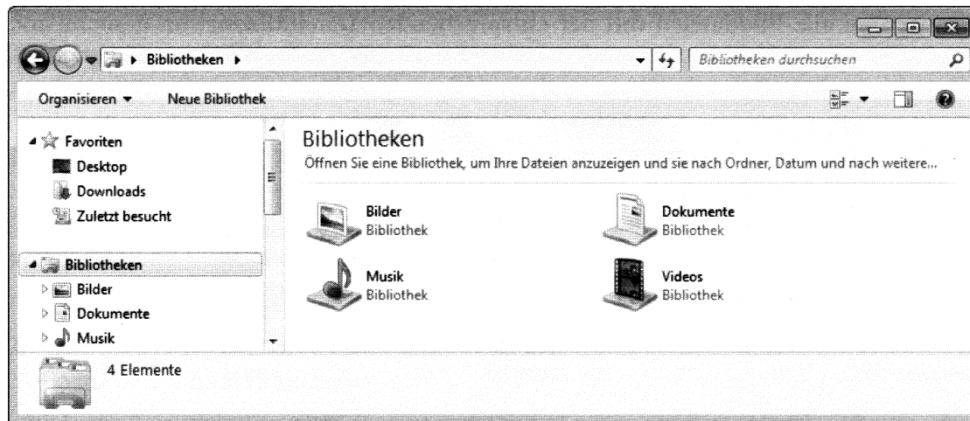 Bibliotheken
Bibliotheken durchsuchen
Organisieren
Neue Bibliothek
Favoriten
Desktop
Downloads
Zuletzt besucht
Bibliotheken
Bilder
Dokumente
Musik
Bibliotheken
Öffnen Sie eine Bibliothek, um Ihre Dateien anzuzeigen und sie nach Ordner, Datum und nach weitere...
Bilder
Bibliothek
Dokumente
Bibliothek
Musik
Bibliothek
Videos
Bibliothek
4 Elemente